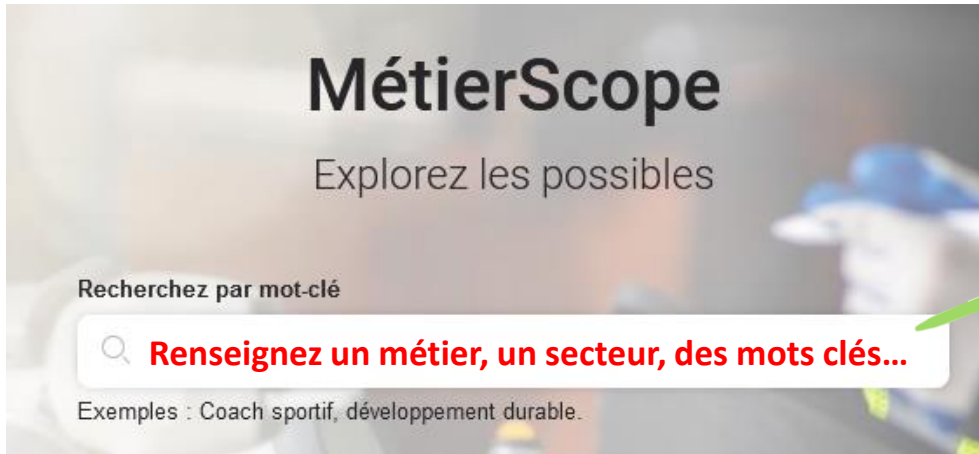 MétierScope
Explorez les possibles
Recherchez par mot-clé
Renseignez un métier, un secteur, des mots clés...
Exemples : Coach sportif, développement durable.